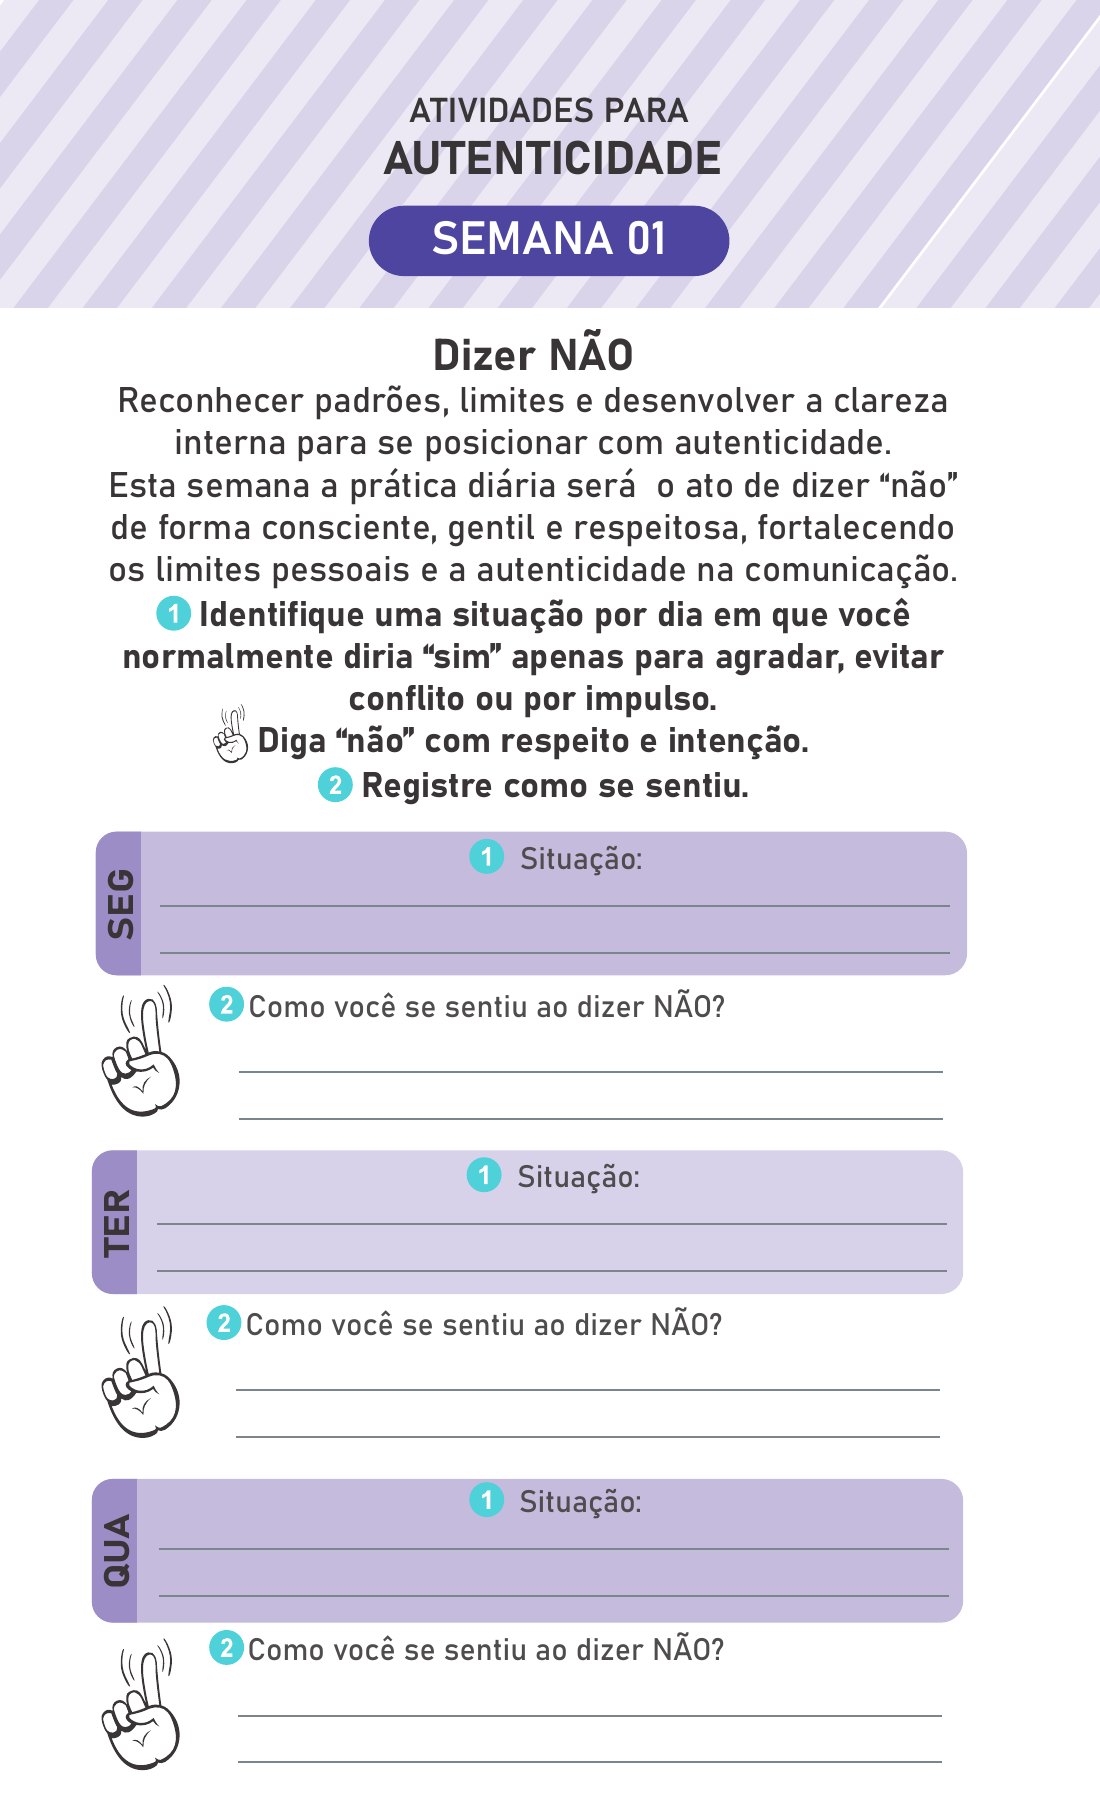 ATIVIDADES PARA
AUTENTICIDADE
SEMANA 01
Dizer NÃO
Reconhecer padrões, limites e desenvolver a clareza
interna para se posicionar com autenticidade.
Esta semana a prática diária será  o ato de dizer “não”
de forma consciente, gentil e respeitosa, fortalecendo
os limites pessoais e a autenticidade na comunicação.
1 Identifique uma situação por dia em que você
normalmente diria “sim” apenas para agradar, evitar
conflito ou por impulso.
Diga “não” com respeito e intenção.
2 Registre como se sentiu.
SEG
1 Situação:
2 Como você se sentiu ao dizer NÃO?
TER
1 Situação:
2 Como você se sentiu ao dizer NÃO?
QUA
1 Situação:
2 Como você se sentiu ao dizer NÃO?